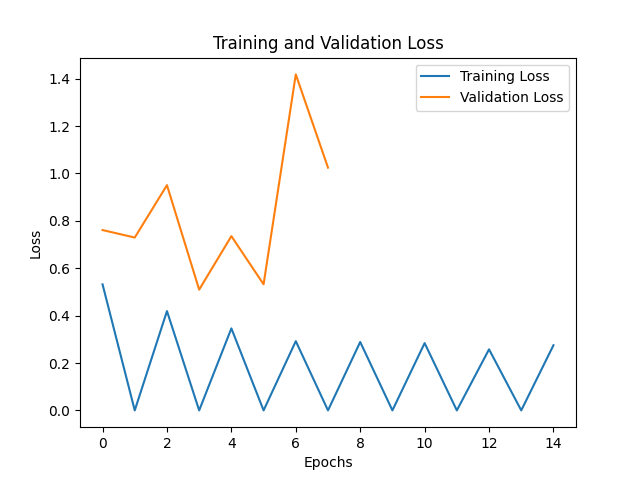 Training and Validation Loss
Training Loss
Validation Loss
1.4
1.2
1.0
0.8
0.6
0.4
0.2
0.0
Loss
0 2 4 6 8 10 12 14
Epochs